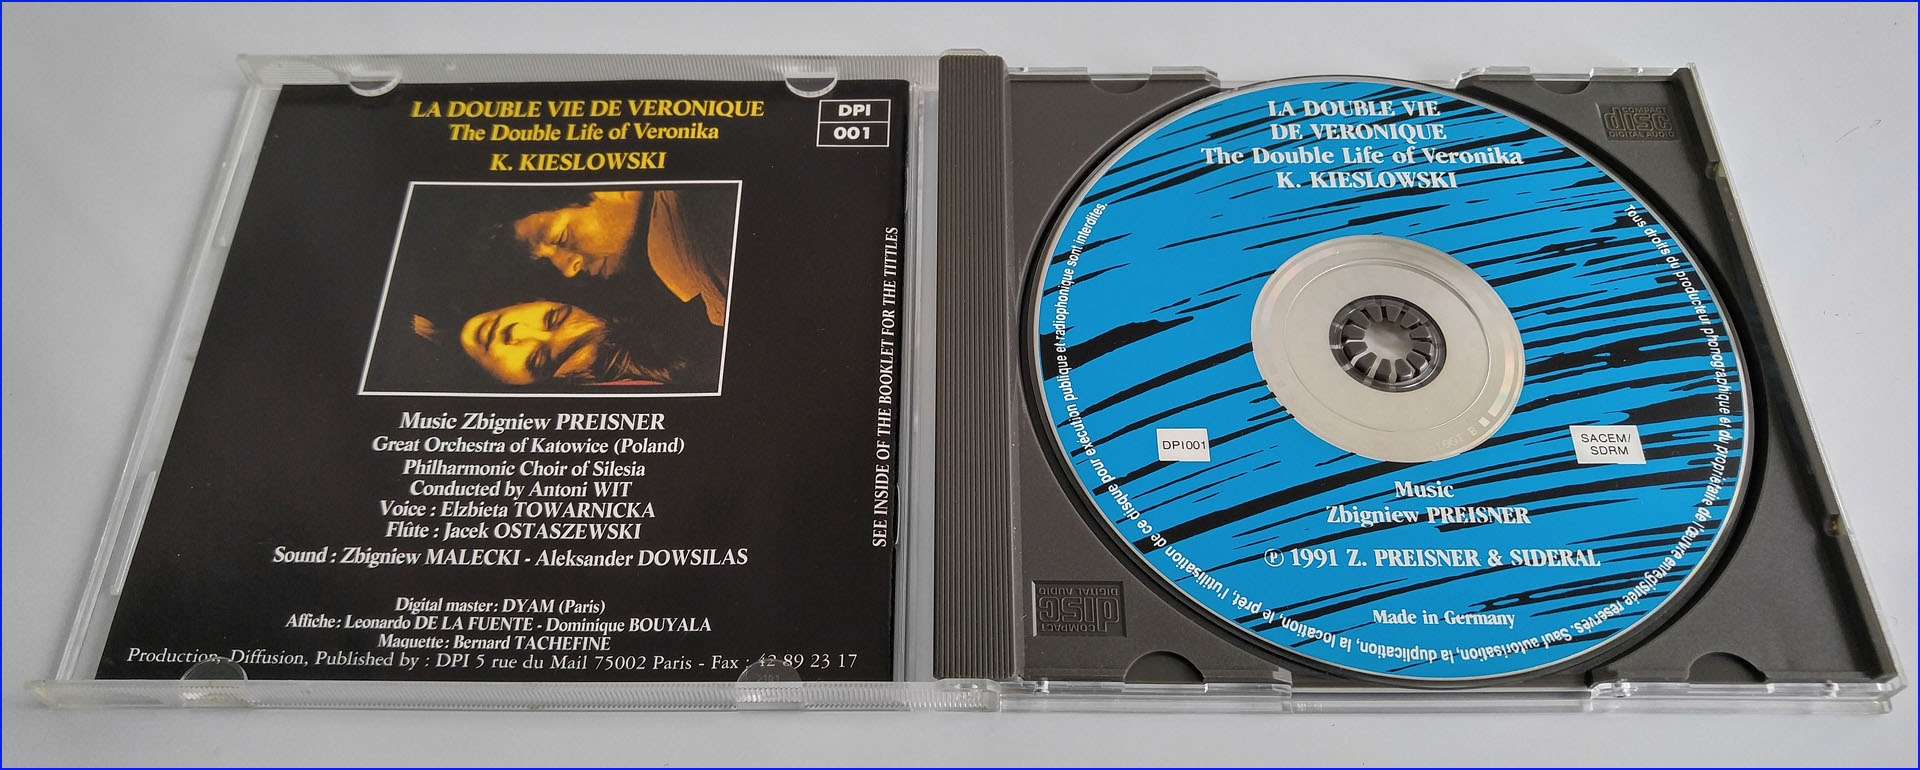 LA DOUBLE VIE DE VERONIQUE
The Double Life of Veronika
K. KIESLOWSKI
DPI
001
SEE INSIDE OF THE BOOKLET FOR THE TITTLES
Music Zbigniew PREISNER
Great Orchestra of Katowice (Poland)
Philharmonic Choir of Silesia
Conducted by Antoni WIT
Voice : Elzbieta TOWARNICKA
Flûte : Jacek OSTASZEWSKI
Sound : Zbigniew MALECKI - Aleksander DOWSILAS
Digital master : DYAM (Paris)
Affiche : Leonardo DE LA FUENTE - Dominique BOUYALA
Maquette : Bernard TACHEFINE
Production, Diffusion, Published by : DPI 5 rue du Mail 75002 Paris - Fax : 42 89 23 17
LA DOUBLE VIE
DE VERONIQUE
The Double Life of Veronika
K. KIESLOWSKI
Tous droits du producteur phonographique et du propriétaire de l'œuvre enregistrée réservés. Sauf autorisation, la duplication, la location, le prêt, l'utilisation de ce disque pour exécution publique et radiophonique sont interdites.
DPI001
SACEM/
SDRM
Music
Zbigniew PREISNER
℗ 1991 Z. PREISNER & SIDERAL
Made in Germany
COMPACT
disc
DIGITAL AUDIO
COMPACT
disc
DIGITAL AUDIO